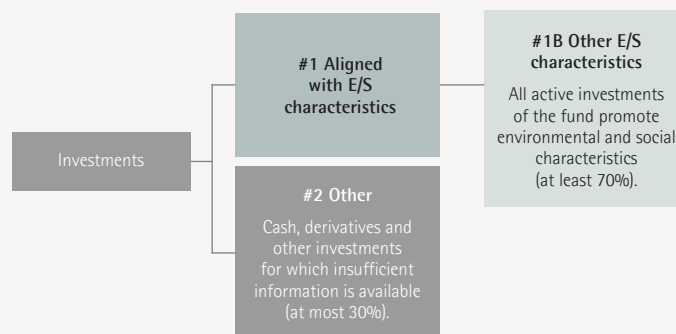 Investments
#1 Aligned
with E/S
characteristics
#1B Other E/S
characteristics
All active investments
of the fund promote
environmental and social
characteristics
(at least 70%).
#2 Other
Cash, derivatives and
other investments
for which insufficient
information is available
(at most 30%).